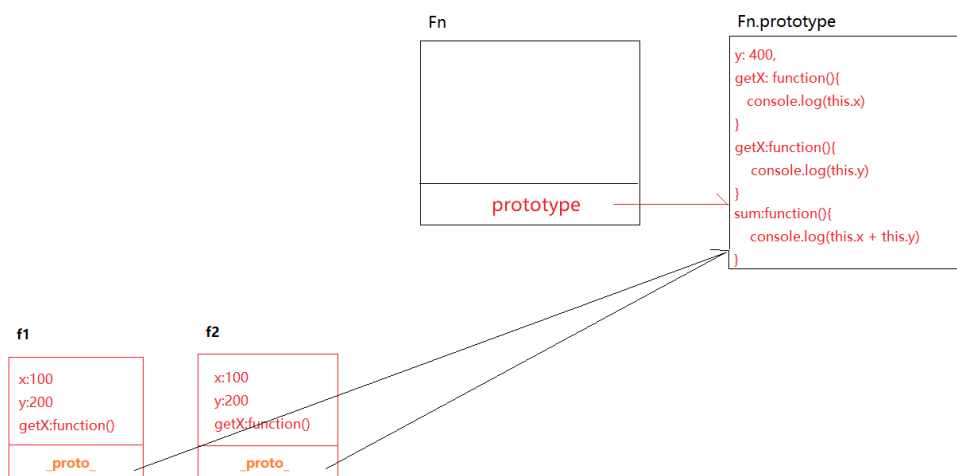 Fn
prototype
Fn.prototype
y: 400,
getX: function(){
console.log(this.x)
}
getX:function(){
console.log(this.y)
}
sum:function(){
console.log(this.x + this.y)
}
f1
x:100
y:200
getX:function()
_proto_
f2
x:100
y:200
getX:function()
_proto_